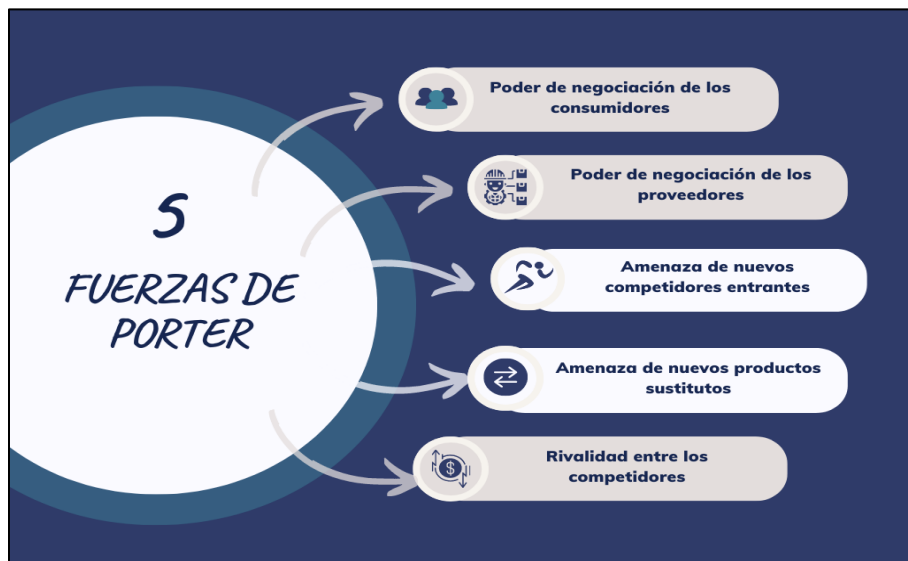 5
FUERZAS DE
PORTER
Poder de negociación de los
consumidores
Poder de negociación de los
proveedores
Amenaza de nuevos
competidores entrantes
Amenaza de nuevos productos
sustitutos
Rivalidad entre los
competidores